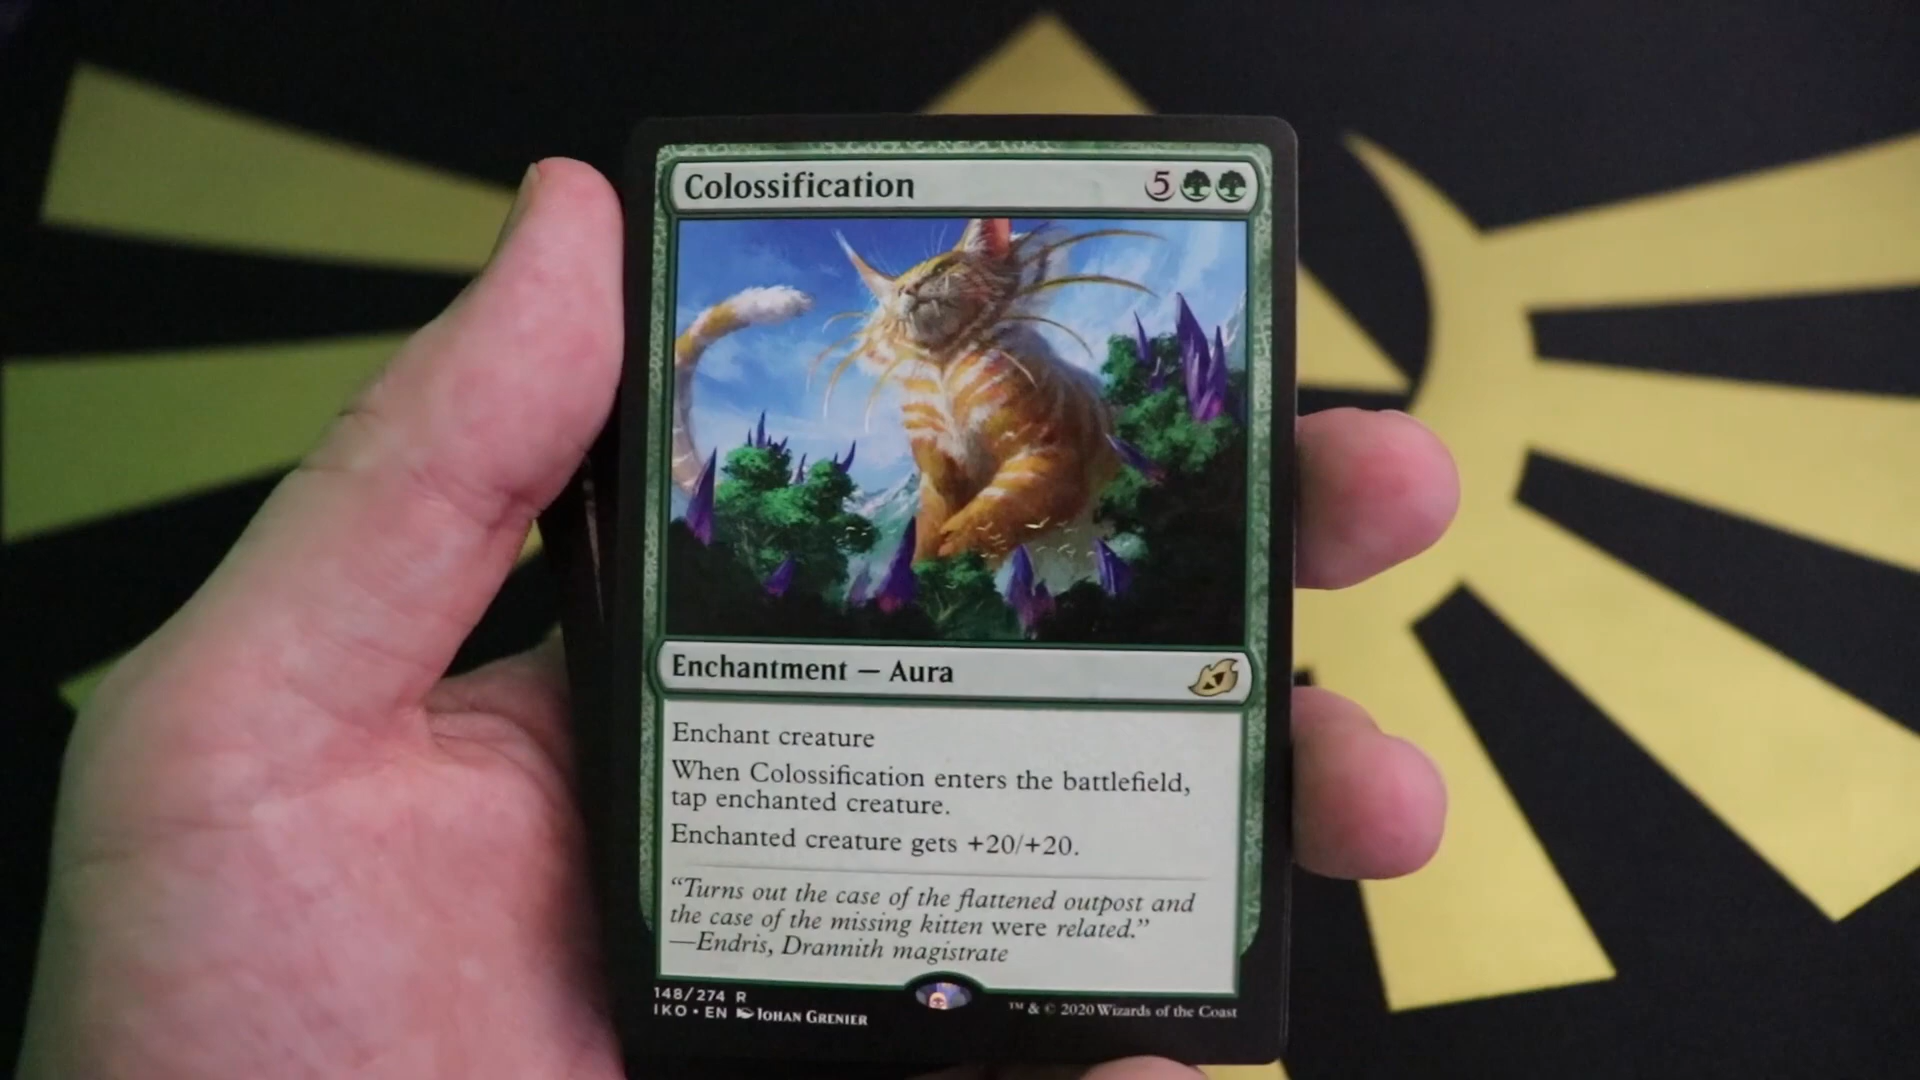 Colossification 5
Enchantment — Aura
Enchant creature
When Colossification enters the battlefield,
tap enchanted creature.
Enchanted creature gets +20/+20.
“Turns out the case of the flattened outpost and
the case of the missing kitten were related.”
—Endris, Drannith magistrate
148/274 R
IKO • EN Johan Grenier
™ & © 2020 Wizards of the Coast